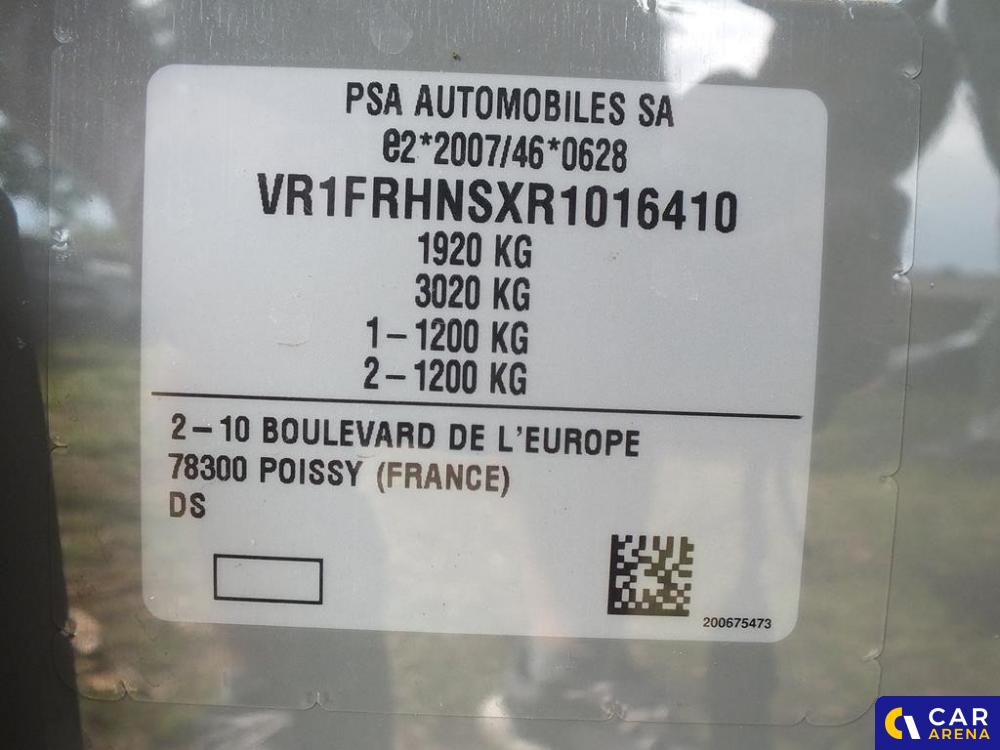 PSA AUTOMOBILES SA
e2*2007/46*0628
VR1FRHNSXR1016410
1920 KG
3020 KG
1-1200 KG
2-1200 KG
2-10 BOULEVARD DE L'EUROPE
78300 POISSY (FRANCE)
DS
200675473
CAR
ARENA